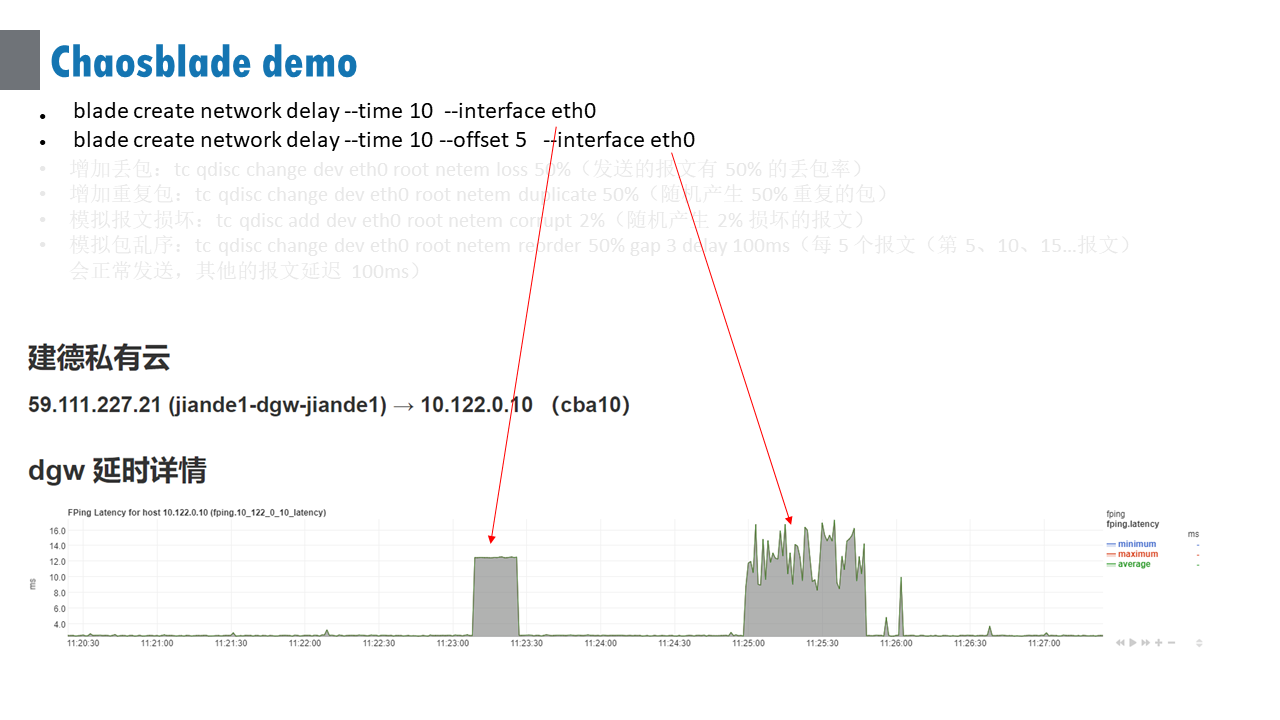 Chaosblade demo
• blade create network delay --time 10 --interface eth0
• blade create network delay --time 10 --offset 5 --interface eth0
• 增加丢包：tc qdisc change dev eth0 root netem loss 50%（发送的报文有 50% 的丢包率）
• 增加重复包：tc qdisc change dev eth0 root netem duplicate 50%（随机产生 50% 重复的包）
• 模拟报文损坏：tc qdisc add dev eth0 root netem corrupt 2%（随机产生 2% 损坏的报文）
• 模拟包乱序：tc qdisc change dev eth0 root netem reorder 50% gap 3 delay 100ms（每 5 个报文（第 5、10、15…报文）
会正常发送，其他的报文延迟 100ms）
建德私有云
59.111.227.21 (jiande1-dgw-jiande1) → 10.122.0.10 （cba10）
dgw 延时详情
FPing Latency for host 10.122.0.10 (fping.10_122_0_10_latency)
fping
fping.latency
ms
minimum -
maximum -
average -
16.0
14.0
12.0
10.0
8.0
6.0
4.0
ms
11:20:30 11:21:00 11:21:30 11:22:00 11:22:30 11:23:00 11:23:30 11:24:00 11:24:30 11:25:00 11:25:30 11:26:00 11:26:30 11:27:00